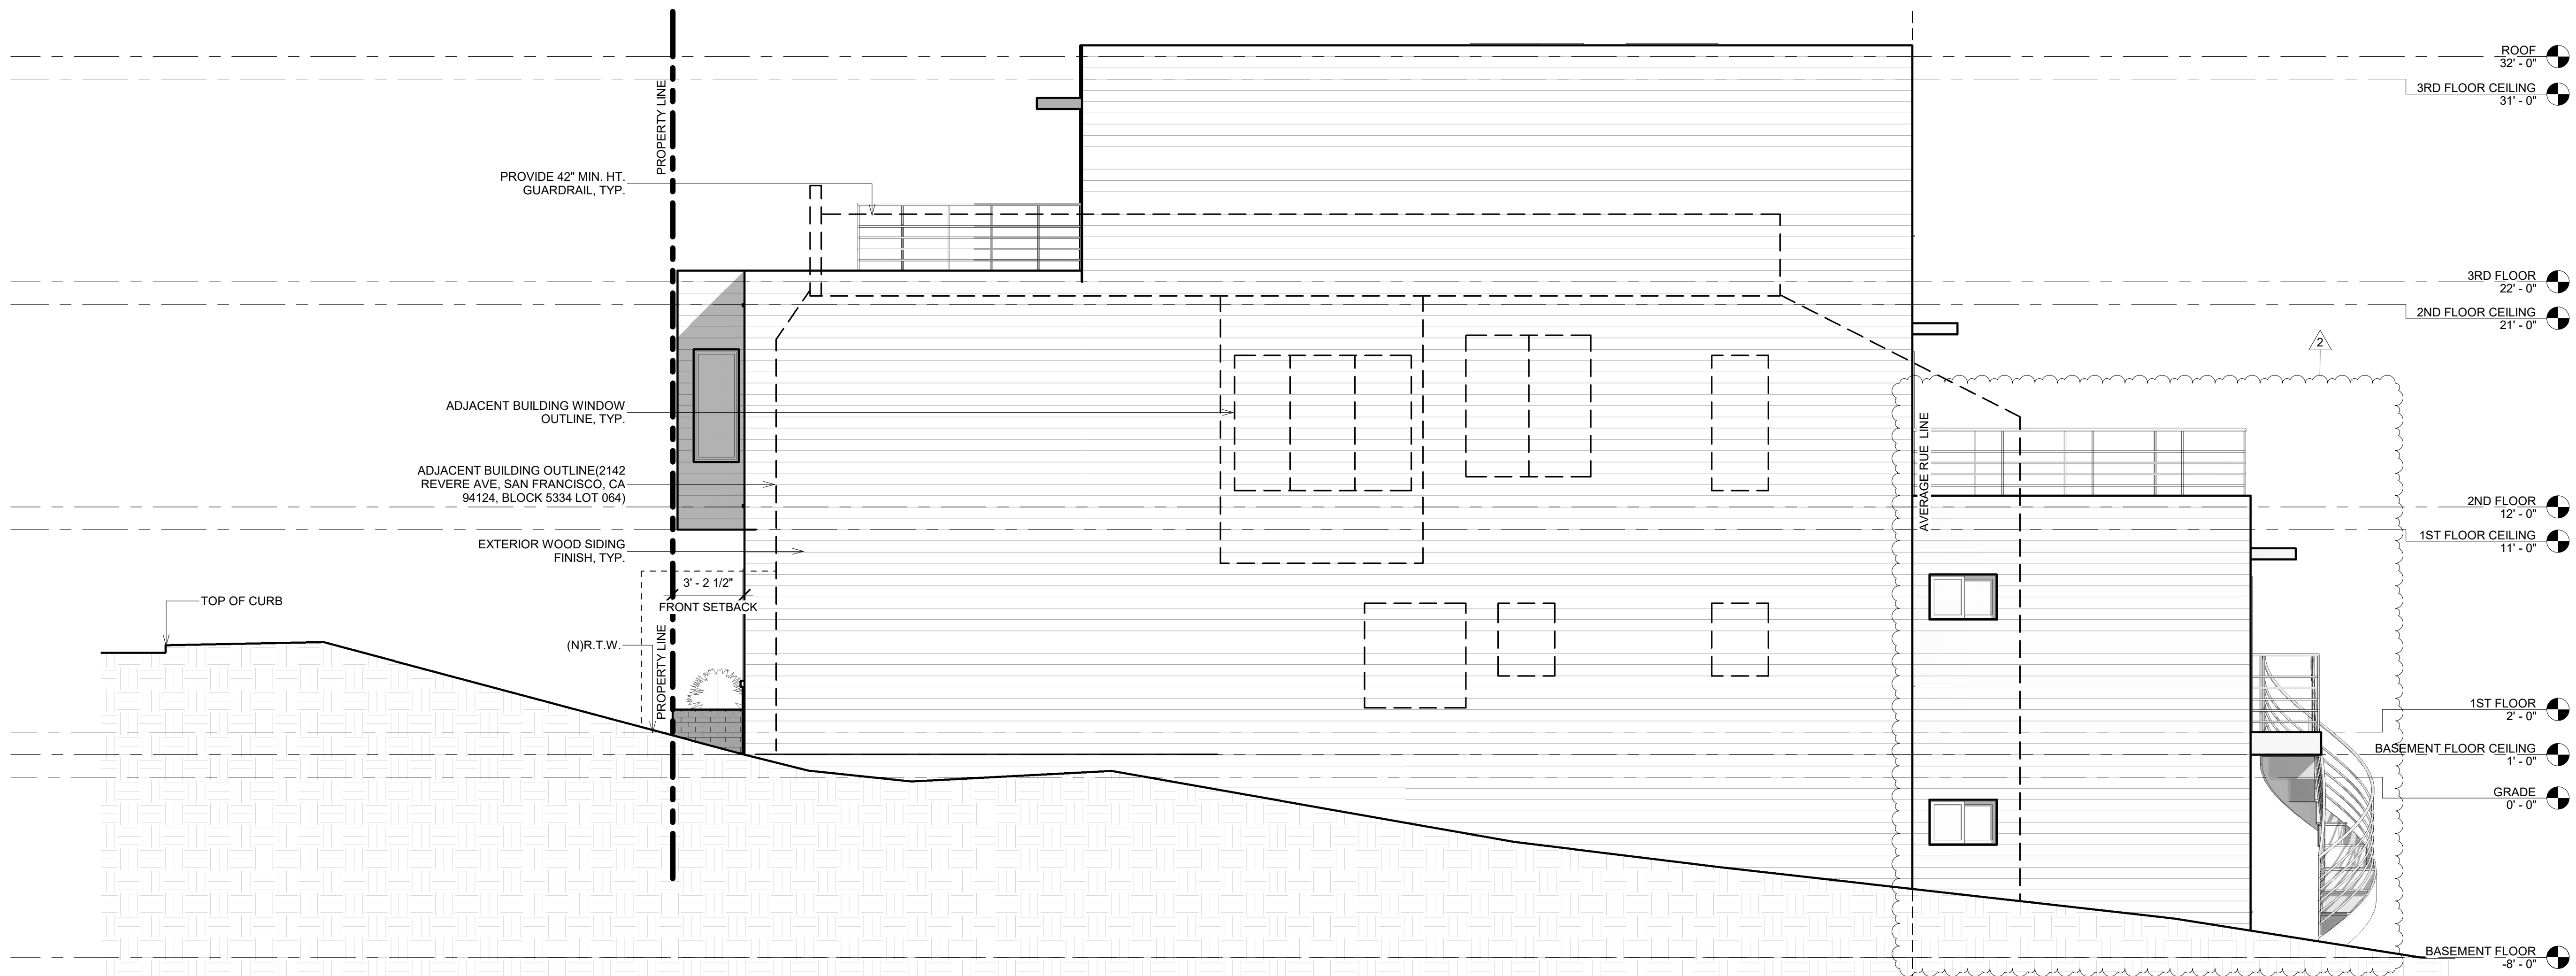 ROOF
32' - 0"
3RD FLOOR CEILING
31' - 0"
PROPERTY LINE
PROVIDE 42" MIN. HT.
GUARDRAIL, TYP.
3RD FLOOR
22' - 0"
2ND FLOOR CEILING
21' - 0"
2
ADJACENT BUILDING WINDOW
OUTLINE, TYP.
AVERAGE RUE LINE
ADJACENT BUILDING OUTLINE(2142
REVERE AVE, SAN FRANCISCO, CA
94124, BLOCK 5334 LOT 064)
2ND FLOOR
12' - 0"
1ST FLOOR CEILING
11' - 0"
EXTERIOR WOOD SIDING
FINISH, TYP.
3' - 2 1/2"
FRONT SETBACK
TOP OF CURB
(N)R.T.W.
PROPERTY LINE
1ST FLOOR
2' - 0"
BASEMENT FLOOR CEILING
1' - 0"
GRADE
0' - 0"
BASEMENT FLOOR
-8' - 0"